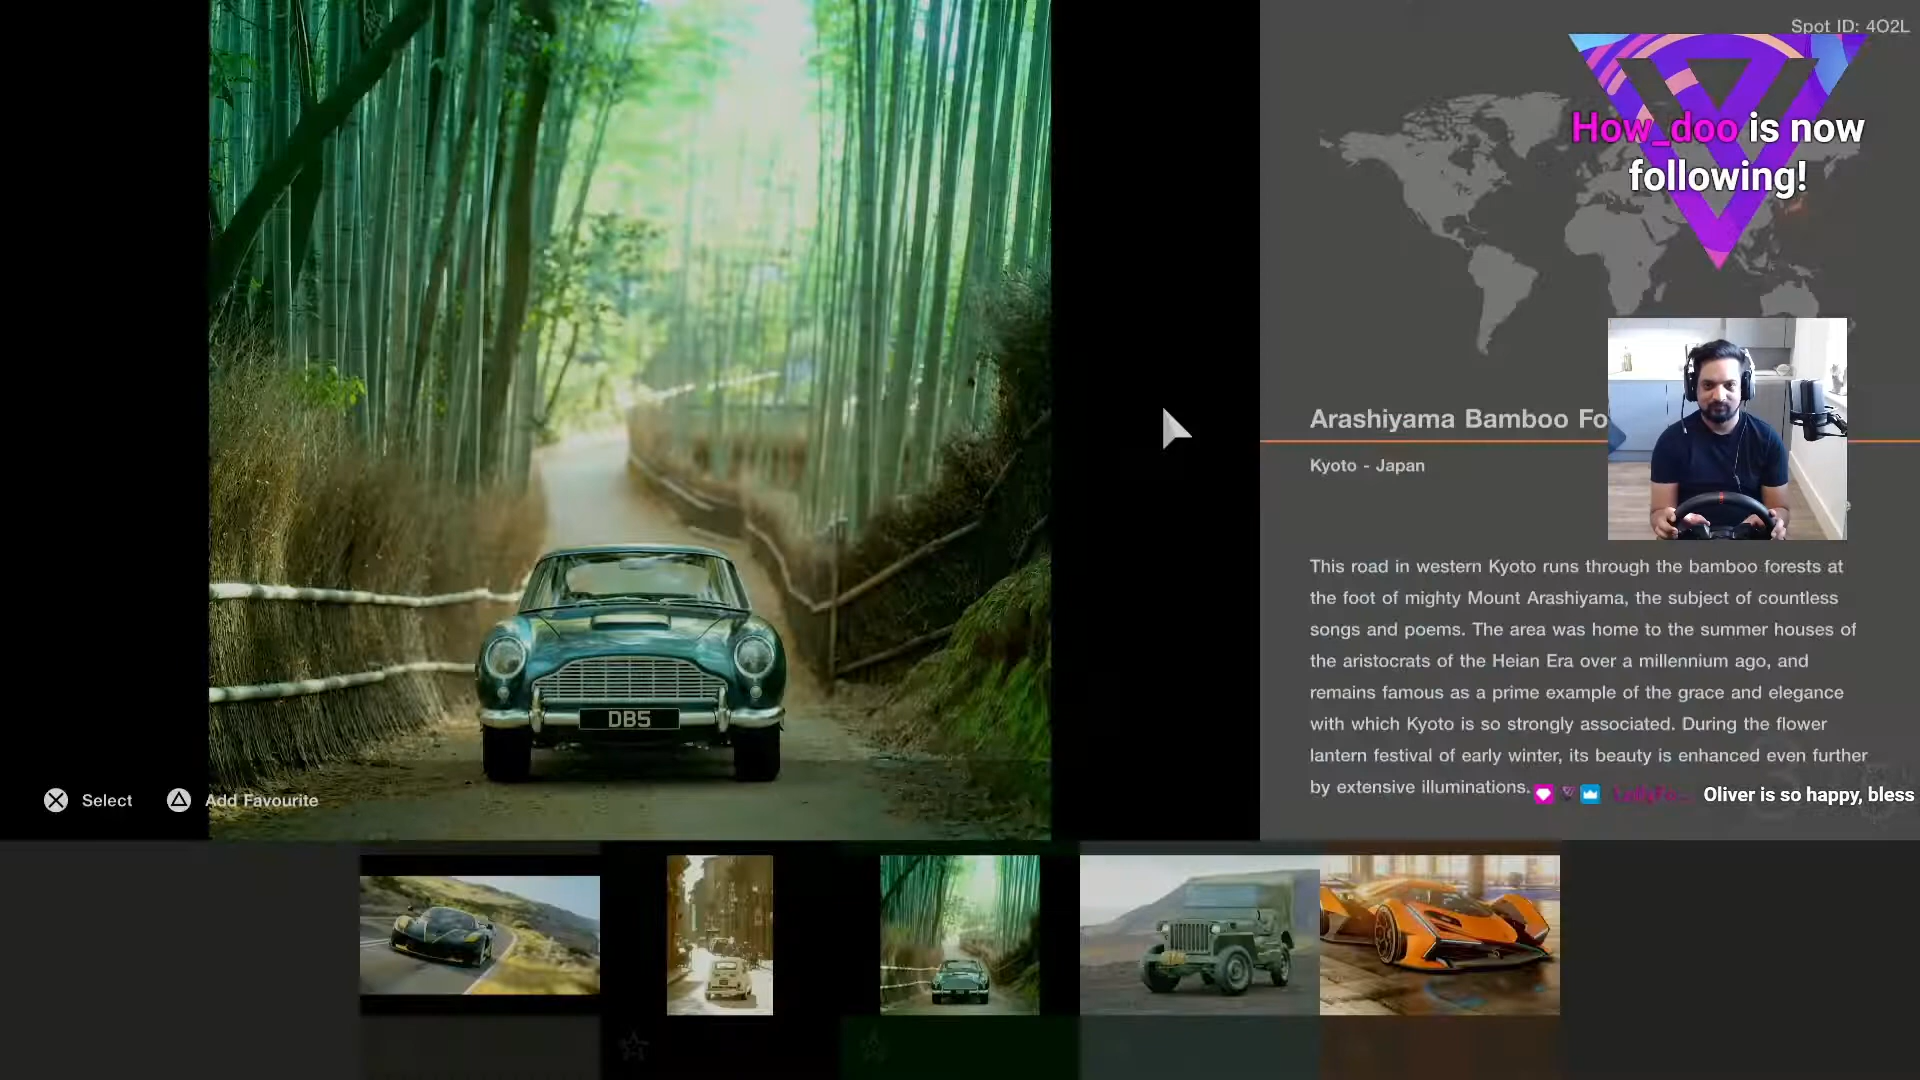 Spot ID: 4O2L
How_doo is now
following!
Arashiyama Bamboo Fo
Kyoto - Japan
This road in western Kyoto runs through the bamboo forests at
the foot of mighty Mount Arashiyama, the subject of countless
songs and poems. The area was home to the summer houses of
the aristocrats of the Heian Era over a millennium ago, and
remains famous as a prime example of the grace and elegance
with which Kyoto is so strongly associated. During the flower
lantern festival of early winter, its beauty is enhanced even further
by extensive illuminations.
Oliver is so happy, bless
DB5
Select
Add Favourite